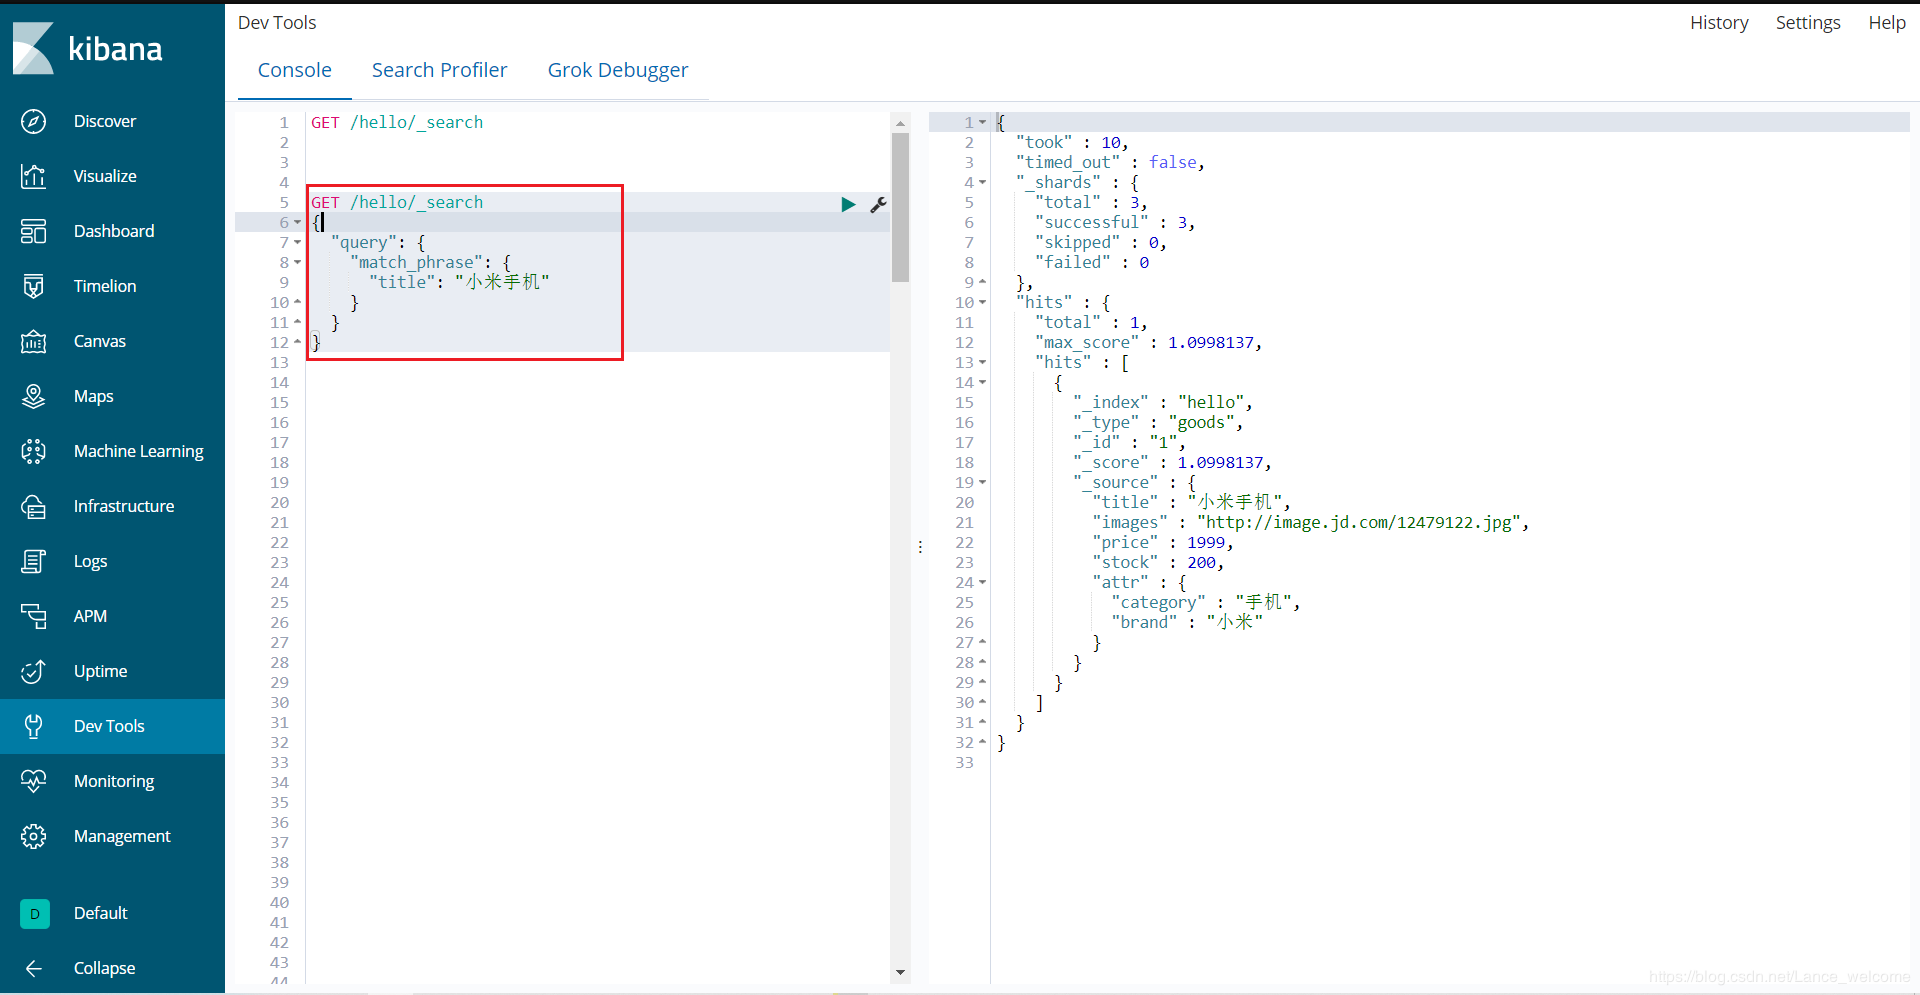 kibana
Discover
Visualize
Dashboard
Timelion
Canvas
Maps
Machine Learning
Infrastructure
Logs
APM
Uptime
Dev Tools
Monitoring
Management
D Default
Collapse
Dev Tools
History Settings Help
Console Search Profiler Grok Debugger
1 GET /hello/_search
2
3
4
5 GET /hello/_search
6 {
7 "query": {
8 "match_phrase": {
9 "title": "小米手机"
10 }
11 }
12 }
13
14
15
16
17
18
19
20
21
22
23
24
25
26
27
28
29
30
31
32
33
34
35
36
37
38
39
40
41
42
43
44
1 {
2 "took" : 10,
3 "timed_out" : false,
4 "_shards" : {
5 "total" : 3,
6 "successful" : 3,
7 "skipped" : 0,
8 "failed" : 0
9 },
10 "hits" : {
11 "total" : 1,
12 "max_score" : 1.0998137,
13 "hits" : [
14 {
15 "_index" : "hello",
16 "_type" : "goods",
17 "_id" : "1",
18 "_score" : 1.0998137,
19 "_source" : {
20 "title" : "小米手机",
21 "images" : "http://image.jd.com/12479122.jpg",
22 "price" : 1999,
23 "stock" : 200,
24 "attr" : {
25 "category" : "手机",
26 "brand" : "小米"
27 }
28 }
29 }
30 ]
31 }
32 }
33
https://blog.csdn.net/Lance_welcome